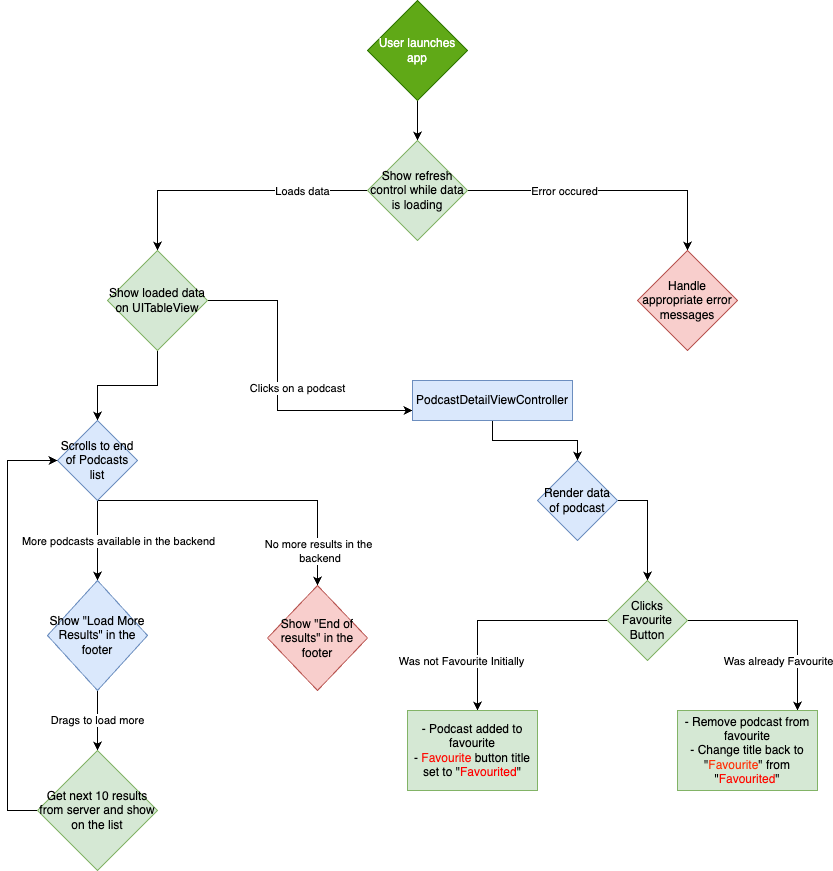 User launches
app
Show refresh
control while data
is loading
Loads data
Error occured
Show loaded data
on UITableView
Handle
appropriate error
messages
Clicks on a podcast
PodcastDetailViewController
Scrolls to end
of Podcasts
list
Render data
of podcast
More podcasts available in the backend
No more results in the
backend
Show "Load More
Results" in the
footer
Show "End of
results" in the
footer
Clicks
Favourite
Button
Was not Favourite Initially
Was already Favourite
Drags to load more
- Podcast added to
favourite
- Favourite button title
set to "Favourited"
- Remove podcast from
favourite
- Change title back to
"Favourite" from
"Favourited"
Get next 10 results
from server and show
on the list